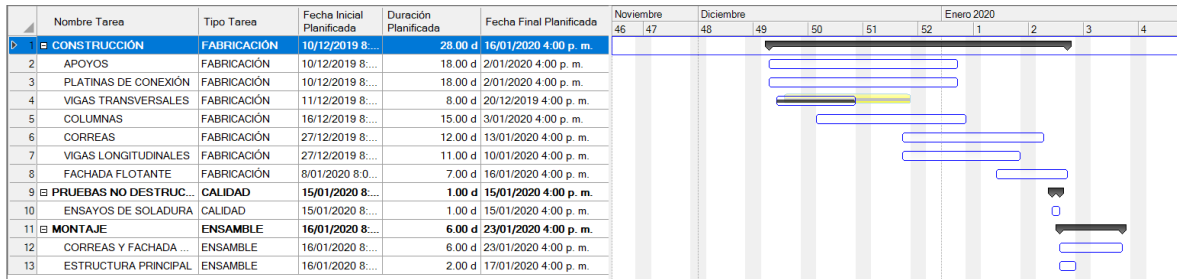 Nombre Tarea Tipo Tarea Fecha Inicial Planificada Duración Planificada Fecha Final Planificada Noviembre Diciembre Enero 2020
46 47 48 49 50 51 52 1 2 3 4
1 CONSTRUCCIÓN FABRICACIÓN 10/12/2019 8:... 28.00 d 16/01/2020 4:00 p. m.
2 APOYOS FABRICACIÓN 10/12/2019 8:... 18.00 d 2/01/2020 4:00 p. m.
3 PLATINAS DE CONEXIÓN FABRICACIÓN 10/12/2019 8:... 18.00 d 2/01/2020 4:00 p. m.
4 VIGAS TRANSVERSALES FABRICACIÓN 11/12/2019 8:... 8.00 d 20/12/2019 4:00 p. m.
5 COLUMNAS FABRICACIÓN 16/12/2019 8:... 15.00 d 3/01/2020 4:00 p. m.
6 CORREAS FABRICACIÓN 27/12/2019 8:... 12.00 d 13/01/2020 4:00 p. m.
7 VIGAS LONGITUDINALES FABRICACIÓN 27/12/2019 8:... 11.00 d 10/01/2020 4:00 p. m.
8 FACHADA FLOTANTE FABRICACIÓN 8/01/2020 8:0... 7.00 d 16/01/2020 4:00 p. m.
9 PRUEBAS NO DESTRUC... CALIDAD 15/01/2020 8:... 1.00 d 15/01/2020 4:00 p. m.
10 ENSAYOS DE SOLADURA CALIDAD 15/01/2020 8:... 1.00 d 15/01/2020 4:00 p. m.
11 MONTAJE ENSAMBLE 16/01/2020 8:... 6.00 d 23/01/2020 4:00 p. m.
12 CORREAS Y FACHADA ... ENSAMBLE 16/01/2020 8:... 6.00 d 23/01/2020 4:00 p. m.
13 ESTRUCTURA PRINCIPAL ENSAMBLE 16/01/2020 8:... 2.00 d 17/01/2020 4:00 p. m.